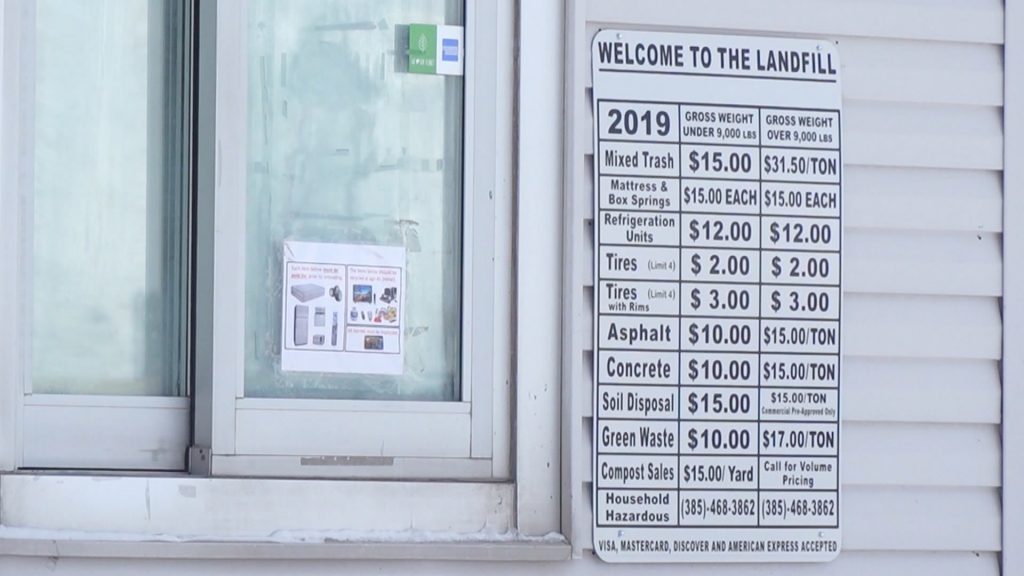 WELCOME TO THE LANDFILL
2019 GROSS WEIGHT UNDER 9,000 LBS GROSS WEIGHT OVER 9,000 LBS
Mixed Trash $15.00 $31.50/TON
Mattress & Box Springs $15.00 EACH $15.00 EACH
Refrigeration Units $12.00 $12.00
Tires (Limit 4) $ 2.00 $ 2.00
Tires with Rims (Limit 4) $ 3.00 $ 3.00
Asphalt $10.00 $15.00/TON
Concrete $10.00 $15.00/TON
Soil Disposal $15.00 $15.00/TON Commercial Pre-Approved Only
Green Waste $10.00 $17.00/TON
Compost Sales $15.00/ Yard Call for Volume Pricing
Household Hazardous (385)-468-3862 (385)-468-3862
VISA, MASTERCARD, DISCOVER AND AMERICAN EXPRESS ACCEPTED